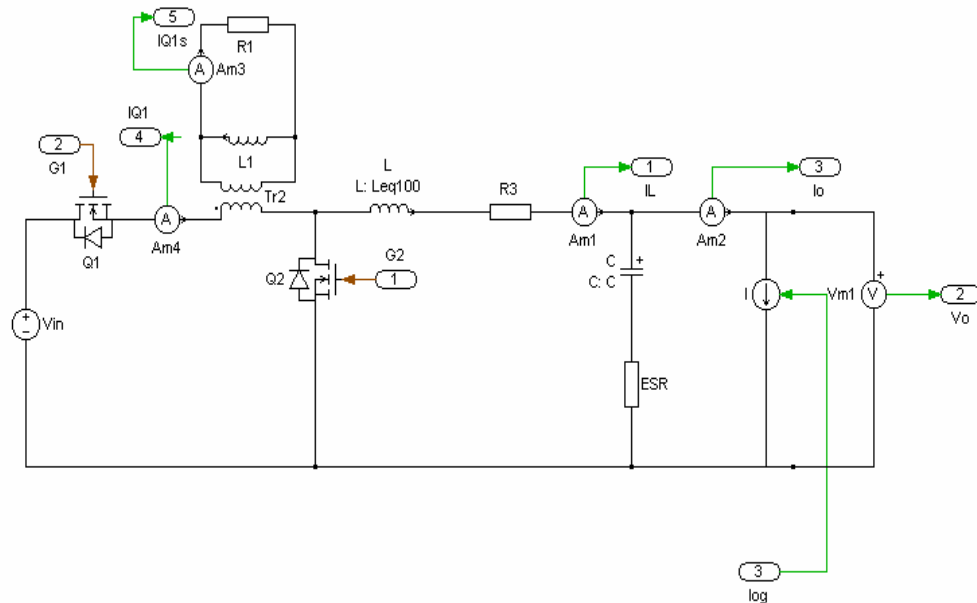 5
IQ1s
R1
A
Am3
IQ1
4
2
G1
L1
Tr2
L
L: Leq100
R3
1
IL
3
Io
A
Am4
Q1
A
Am1
A
Am2
Q2
G2
1
C +
C: C
I
Vm1
+
V
2
Vo
+
-
Vin
ESR
3
Iog